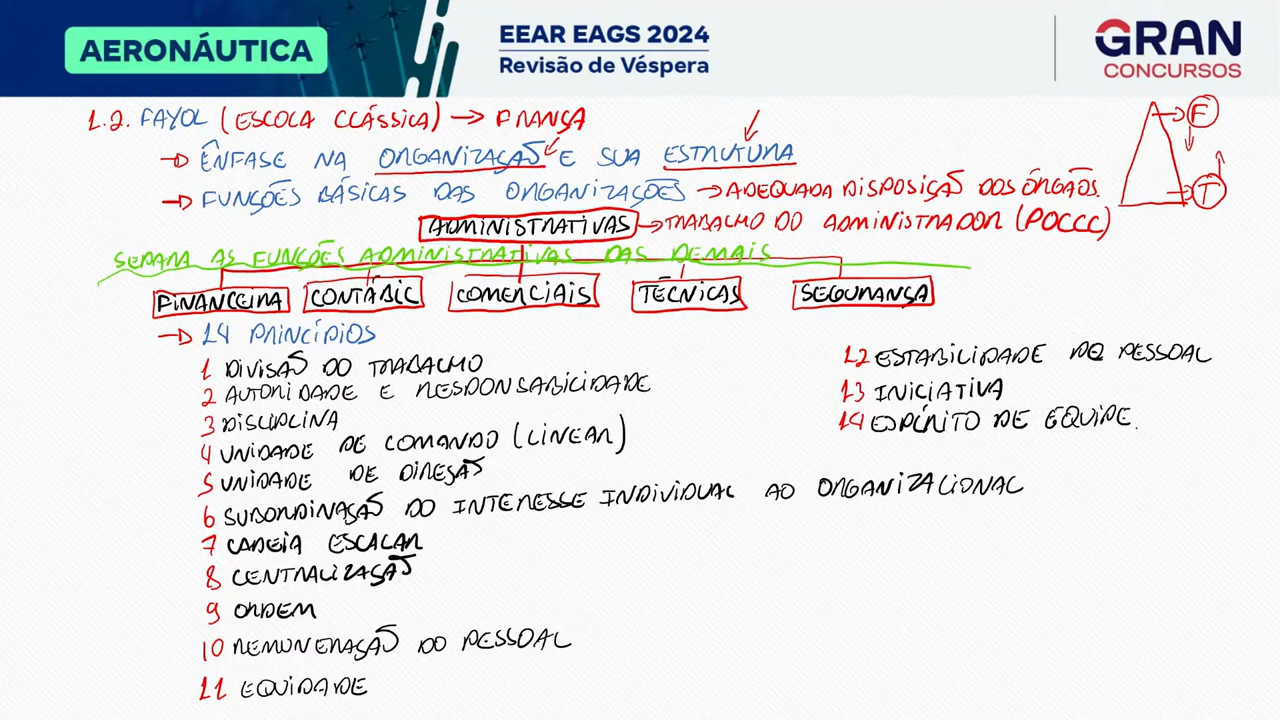 AERONÁUTICA
EEAR EAGS 2024
Revisão de Véspera
GRAN
CONCURSOS
1.2. FAYOL (ESCOLA CLÁSSICA) → FRANÇA
→ ÊNFASE NA ORGANIZAÇÃO E SUA ESTRUTURA
→ FUNÇÕES BÁSICAS DAS ORGANIZAÇÕES → ADEQUADA DISPOSIÇÃO DOS ÓRGÃOS.
F
T
ADMINISTRATIVAS → TRABALHO DO ADMINISTRADOR (POCCC)
SEPARA AS FUNÇÕES ADMINISTRATIVAS DAS DEMAIS
FINANCEIRA CONTÁBIL COMERCIAIS TÉCNICAS SEGURANÇA
→ 14 PRINCÍPIOS
1 DIVISÃO DO TRABALHO
2 AUTORIDADE E RESPONSABILIDADE
3 DISCIPLINA
4 UNIDADE DE COMANDO (LINEAR)
5 UNIDADE DE DIREÇÃO
6 SUBORDINAÇÃO DO INTERESSE INDIVIDUAL AO ORGANIZACIONAL
7 CADEIA ESCALAR
8 CENTRALIZAÇÃO
9 ORDEM
10 REMUNERAÇÃO DO PESSOAL
11 EQUIDADE
12 ESTABILIDADE DE PESSOAL
13 INICIATIVA
14 ESPÍRITO DE EQUIPE.